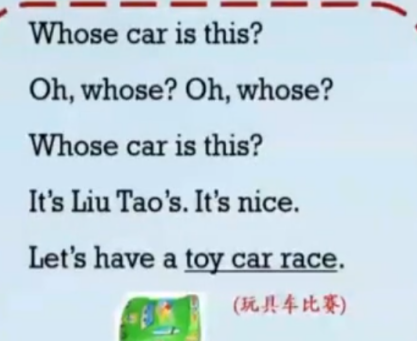 Whose car is this?
Oh, whose? Oh, whose?
Whose car is this?
It's Liu Tao's. It's nice.
Let's have a toy car race.
(玩具车比赛)